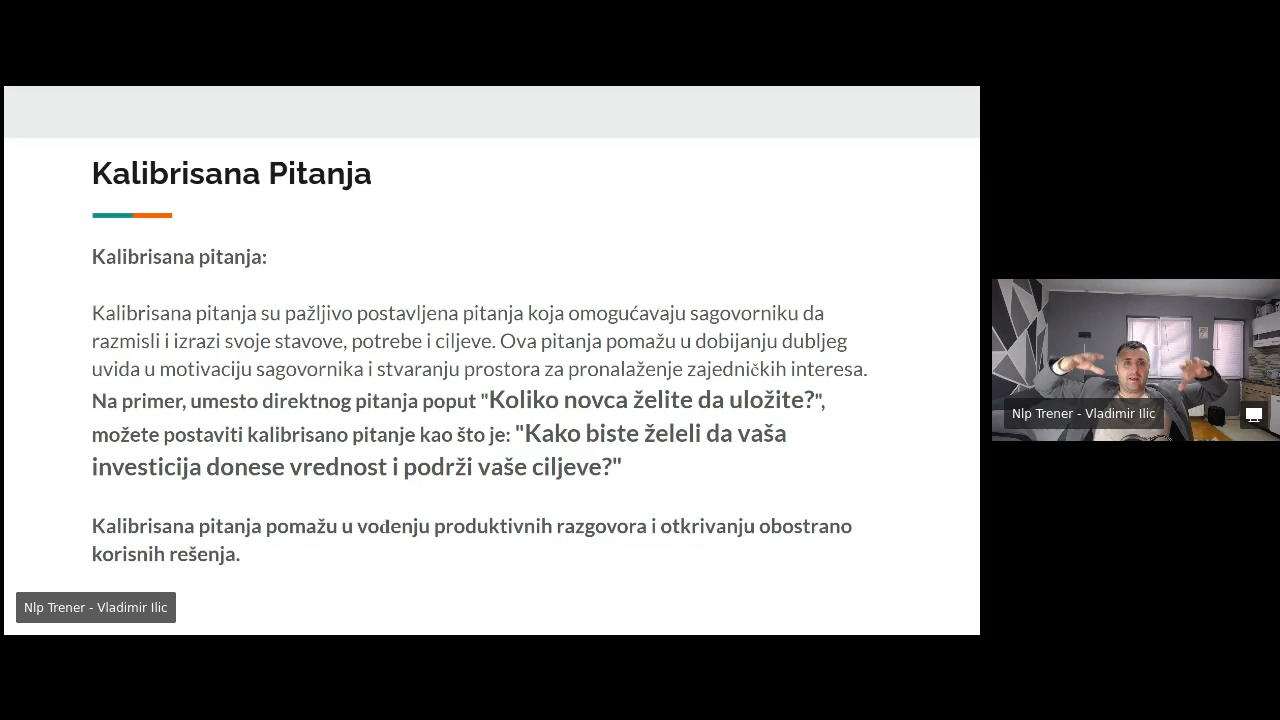 Kalibrisana Pitanja
Kalibrisana pitanja:
Kalibrisana pitanja su pažljivo postavljena pitanja koja omogućavaju sagovorniku da
razmisli i izrazi svoje stavove, potrebe i ciljeve. Ova pitanja pomažu u dobijanju dubljeg
uvida u motivaciju sagovornika i stvaranju prostora za pronalaženje zajedničkih interesa.
Na primer, umesto direktnog pitanja poput "Koliko novca želite da uložite?",
možete postaviti kalibrisano pitanje kao što je: "Kako biste želeli da vaša
investicija donese vrednost i podrži vaše ciljeve?"
Kalibrisana pitanja pomažu u vođenju produktivnih razgovora i otkrivanju obostrano
korisnih rešenja.
Nlp Trener - Vladimir Ilic
Nlp Trener - Vladimir Ilic